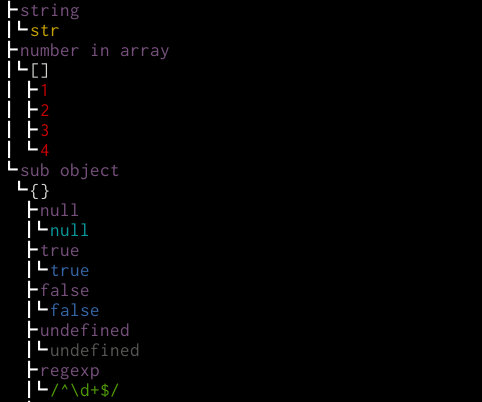 string
str
number in array
[]
1
2
3
4
sub object
{}
null
null
true
true
false
false
undefined
undefined
regexp
/^\d+$/